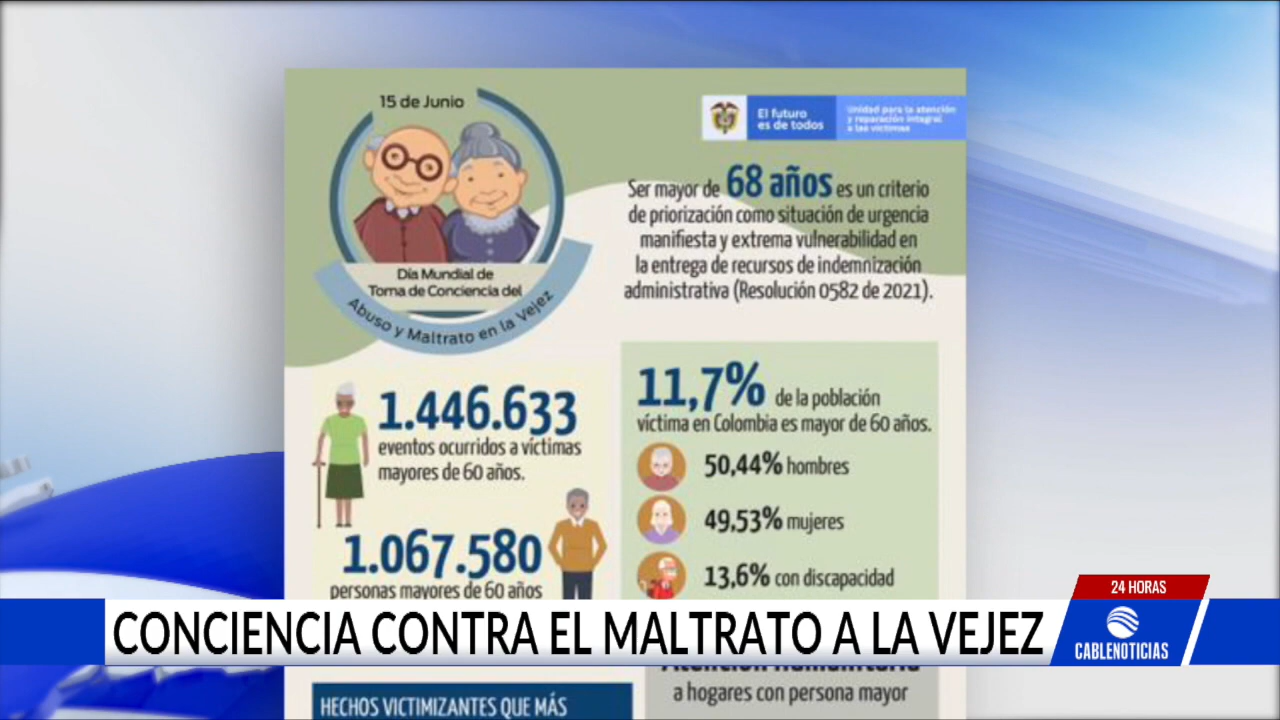 15 de Junio
Día Mundial de
Toma de Conciencia del
Abuso y Maltrato en la Vejez
El futuro
es de todos
Unidad para la atención
y reparación integral
a las víctimas
Ser mayor de 68 años es un criterio
de priorización como situación de urgencia
manifiesta y extrema vulnerabilidad en
la entrega de recursos de indemnización
administrativa (Resolución 0582 de 2021).
1.446.633
eventos ocurridos a víctimas
mayores de 60 años.
1.067.580
personas mayores de 60 años
11,7% de la población
víctima en Colombia es mayor de 60 años.
50,44% hombres
49,53% mujeres
13,6% con discapacidad
24 HORAS
CONCIENCIA CONTRA EL MALTRATO A LA VEJEZ
CABLENOTICIAS
Atención humanitaria
a hogares con persona mayor
HECHOS VICTIMIZANTES QUE MÁS